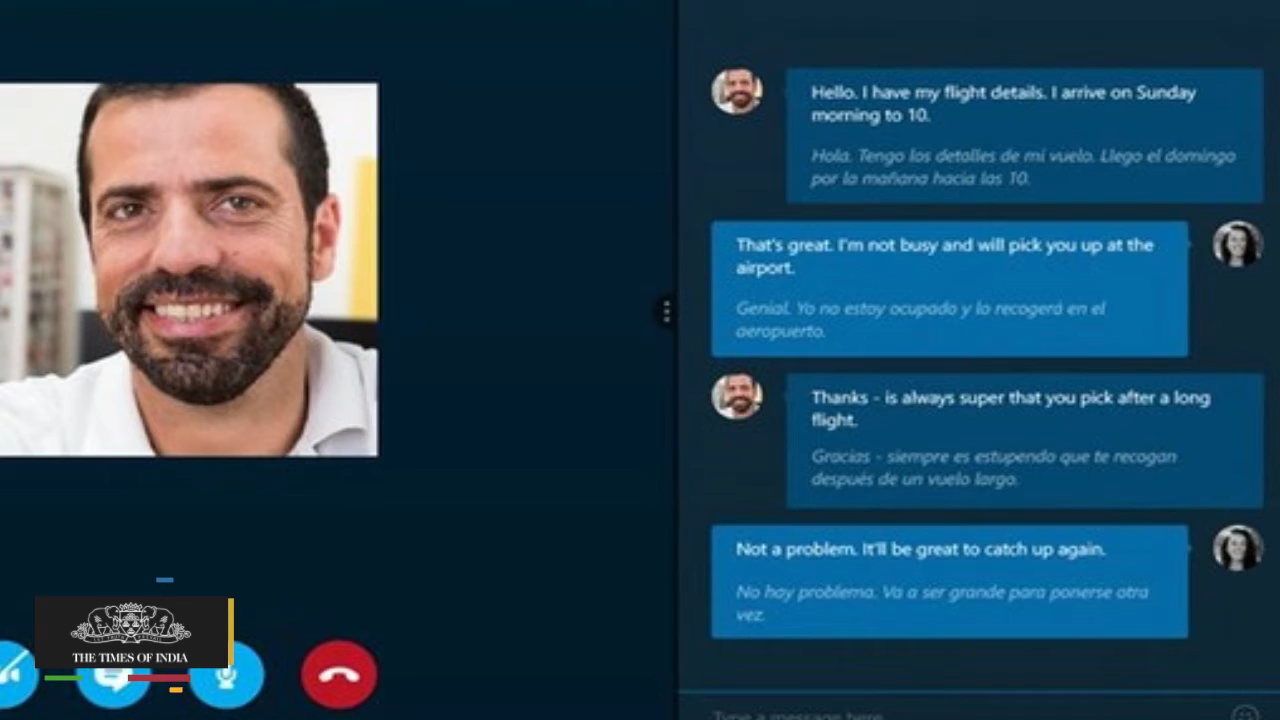 Hello. I have my flight details. I arrive on Sunday
morning to 10.
Hola. Tengo los detalles de mi vuelo. Llego el domingo
por la mañana hacia las 10.
That's great. I'm not busy and will pick you up at the
airport.
Genial. Yo no estoy ocupado y lo recogerá en el
aeropuerto.
Thanks - is always super that you pick after a long
flight.
Gracias - siempre es estupendo que te recogan
después de un vuelo largo.
Not a problem. It'll be great to catch up again.
No hay problema. Va a ser grande para ponerse otra
vez.
Type a message here
THE TIMES OF INDIA